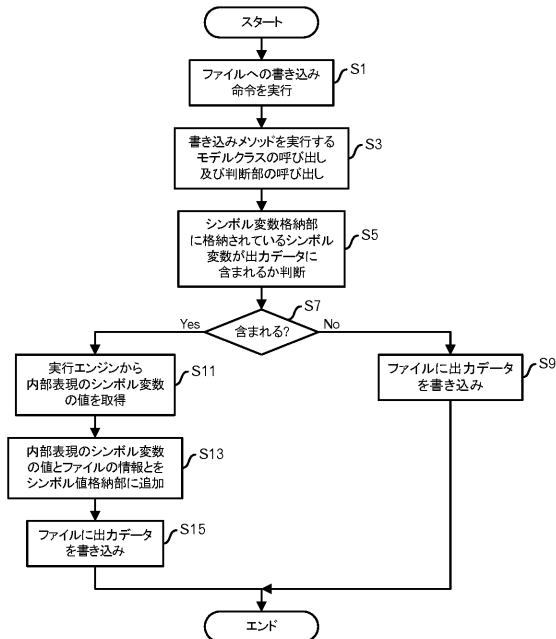 スタート
ファイルへの書き込み
命令を実行
S1
書き込みメソッドを実行する
モデルクラスの呼び出し
及び判断部の呼び出し
S3
シンボル変数格納部
に格納されているシンボル
変数が出力データに
含まれるか判断
S5
S7
含まれる?
Yes
No
実行エンジンから
内部表現のシンボル変数
の値を取得
S11
ファイルに出力データ
を書き込み
S9
内部表現のシンボル変数
の値とファイルの情報とを
シンボル値格納部に追加
S13
ファイルに出力データ
を書き込み
S15
エンド